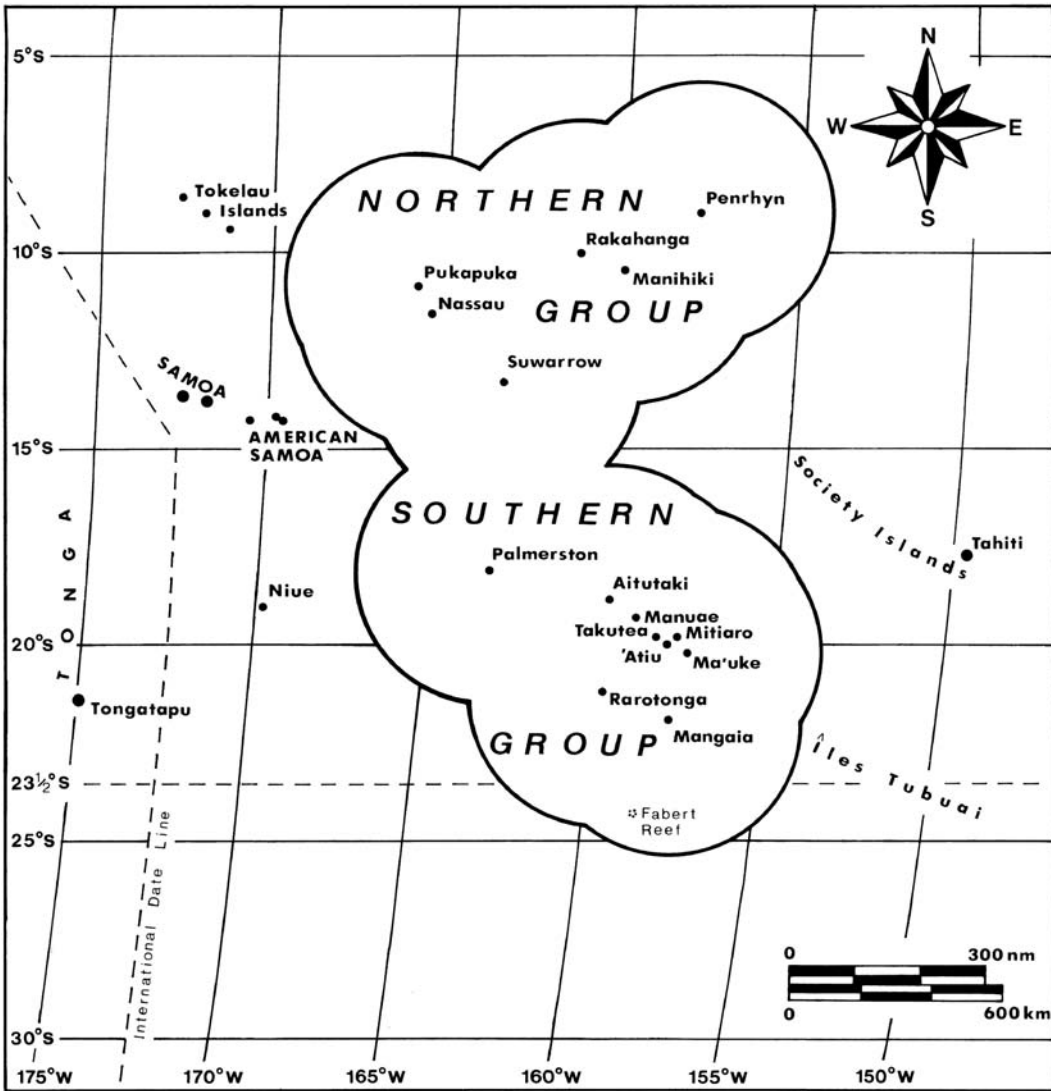 N
W
E
S
5°S
10°S
15°S
20°S
23½°S
25°S
30°S
175°W
170°W
165°W
160°W
155°W
150°W
Tokelau
Islands
SAMOA
AMERICAN
SAMOA
TONGA
Niue
Tongatapu
International Date Line
NORTHERN
GROUP
Penrhyn
Rakahanga
Manihiki
Pukapuka
Nassau
Suwarrow
SOUTHERN
GROUP
Palmerston
Aitutaki
Manuae
Takutea
Mitiaro
'Atiu
Ma'uke
Rarotonga
Mangaia
Fabert
Reef
Society Islands
Tahiti
Îles Tubuai
0 300 nm
0 600 km